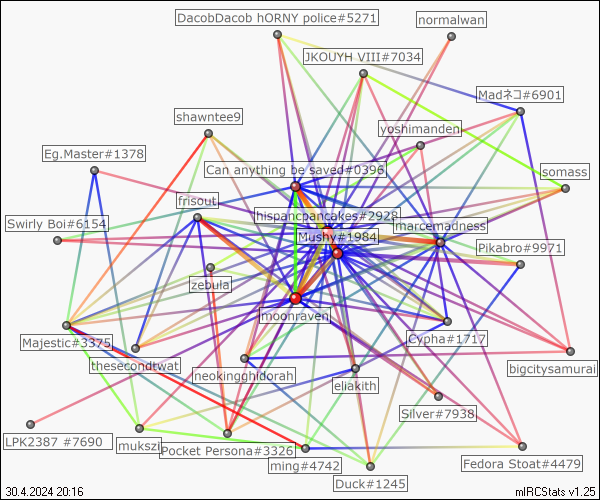 DacobDacob hORNY police#5271
normalwan
JKOUYH VIII#7034
Madネコ#6901
shawntee9
yoshimanden
Eg.Master#1378
Can anything be saved#0396
somass
frisout
hispancpancakes#2928
marcemadness
Swirly Boi#6154
Mushy#1984
Pikabro#9971
zebula
moonraven
Majestic#3375
Cypha#1717
thesecondtwat
bigcitysamurai
neokingghidorah
eliakith
Silver#7938
LPK2387 #7690
mukszi
Pocket Persona#3326
ming#4742
Fedora Stoat#4479
Duck#1245
30.4.2024 20:16
mIRCStats v1.25